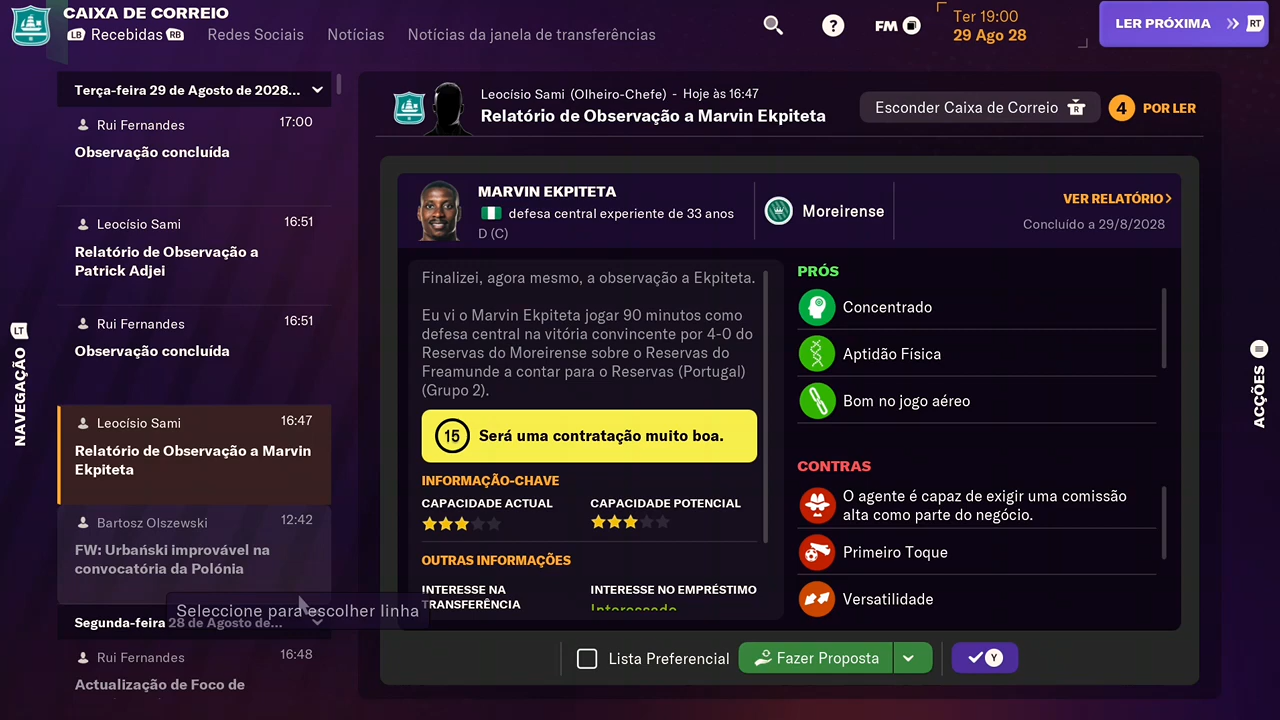 CAIXA DE CORREIO
LB Recebidas RB Redes Sociais Notícias Notícias da janela de transferências
FM
Ter 19:00
29 Ago 28
LER PRÓXIMA RT
Terça-feira 29 de Agosto de 2028...
Rui Fernandes 17:00
Observação concluída
Leocísio Sami 16:51
Relatório de Observação a
Patrick Adjei
Rui Fernandes 16:51
Observação concluída
Leocísio Sami 16:47
Relatório de Observação a Marvin
Ekpiteta
Bartosz Olszewski 12:42
FW: Urbański improvável na
convocatória da Polónia
Seleccione para escolher linha
Segunda-feira 28 de Agosto de...
Rui Fernandes 16:48
Actualização de Foco de
LT
NAVEGAÇÃO
Leocísio Sami (Olheiro-Chefe) - Hoje às 16:47
Relatório de Observação a Marvin Ekpiteta
Esconder Caixa de Correio R
4 POR LER
MARVIN EKPITETA
defesa central experiente de 33 anos
D (C)
Moreirense
VER RELATÓRIO
Concluído a 29/8/2028
Finalizei, agora mesmo, a observação a Ekpiteta.
Eu vi o Marvin Ekpiteta jogar 90 minutos como
defesa central na vitória convincente por 4-0 do
Reservas do Moreirense sobre o Reservas do
Freamunde a contar para o Reservas (Portugal)
(Grupo 2).
15 Será uma contratação muito boa.
INFORMAÇÃO-CHAVE
CAPACIDADE ACTUAL CAPACIDADE POTENCIAL
OUTRAS INFORMAÇÕES
INTERESSE NA
TRANSFERÊNCIA
INTERESSE NO EMPRÉSTIMO
Interessado
PRÓS
Concentrado
Aptidão Física
Bom no jogo aéreo
CONTRAS
O agente é capaz de exigir uma comissão
alta como parte do negócio.
Primeiro Toque
Versatilidade
Lista Preferencial
Fazer Proposta
Y
ACÇÕES